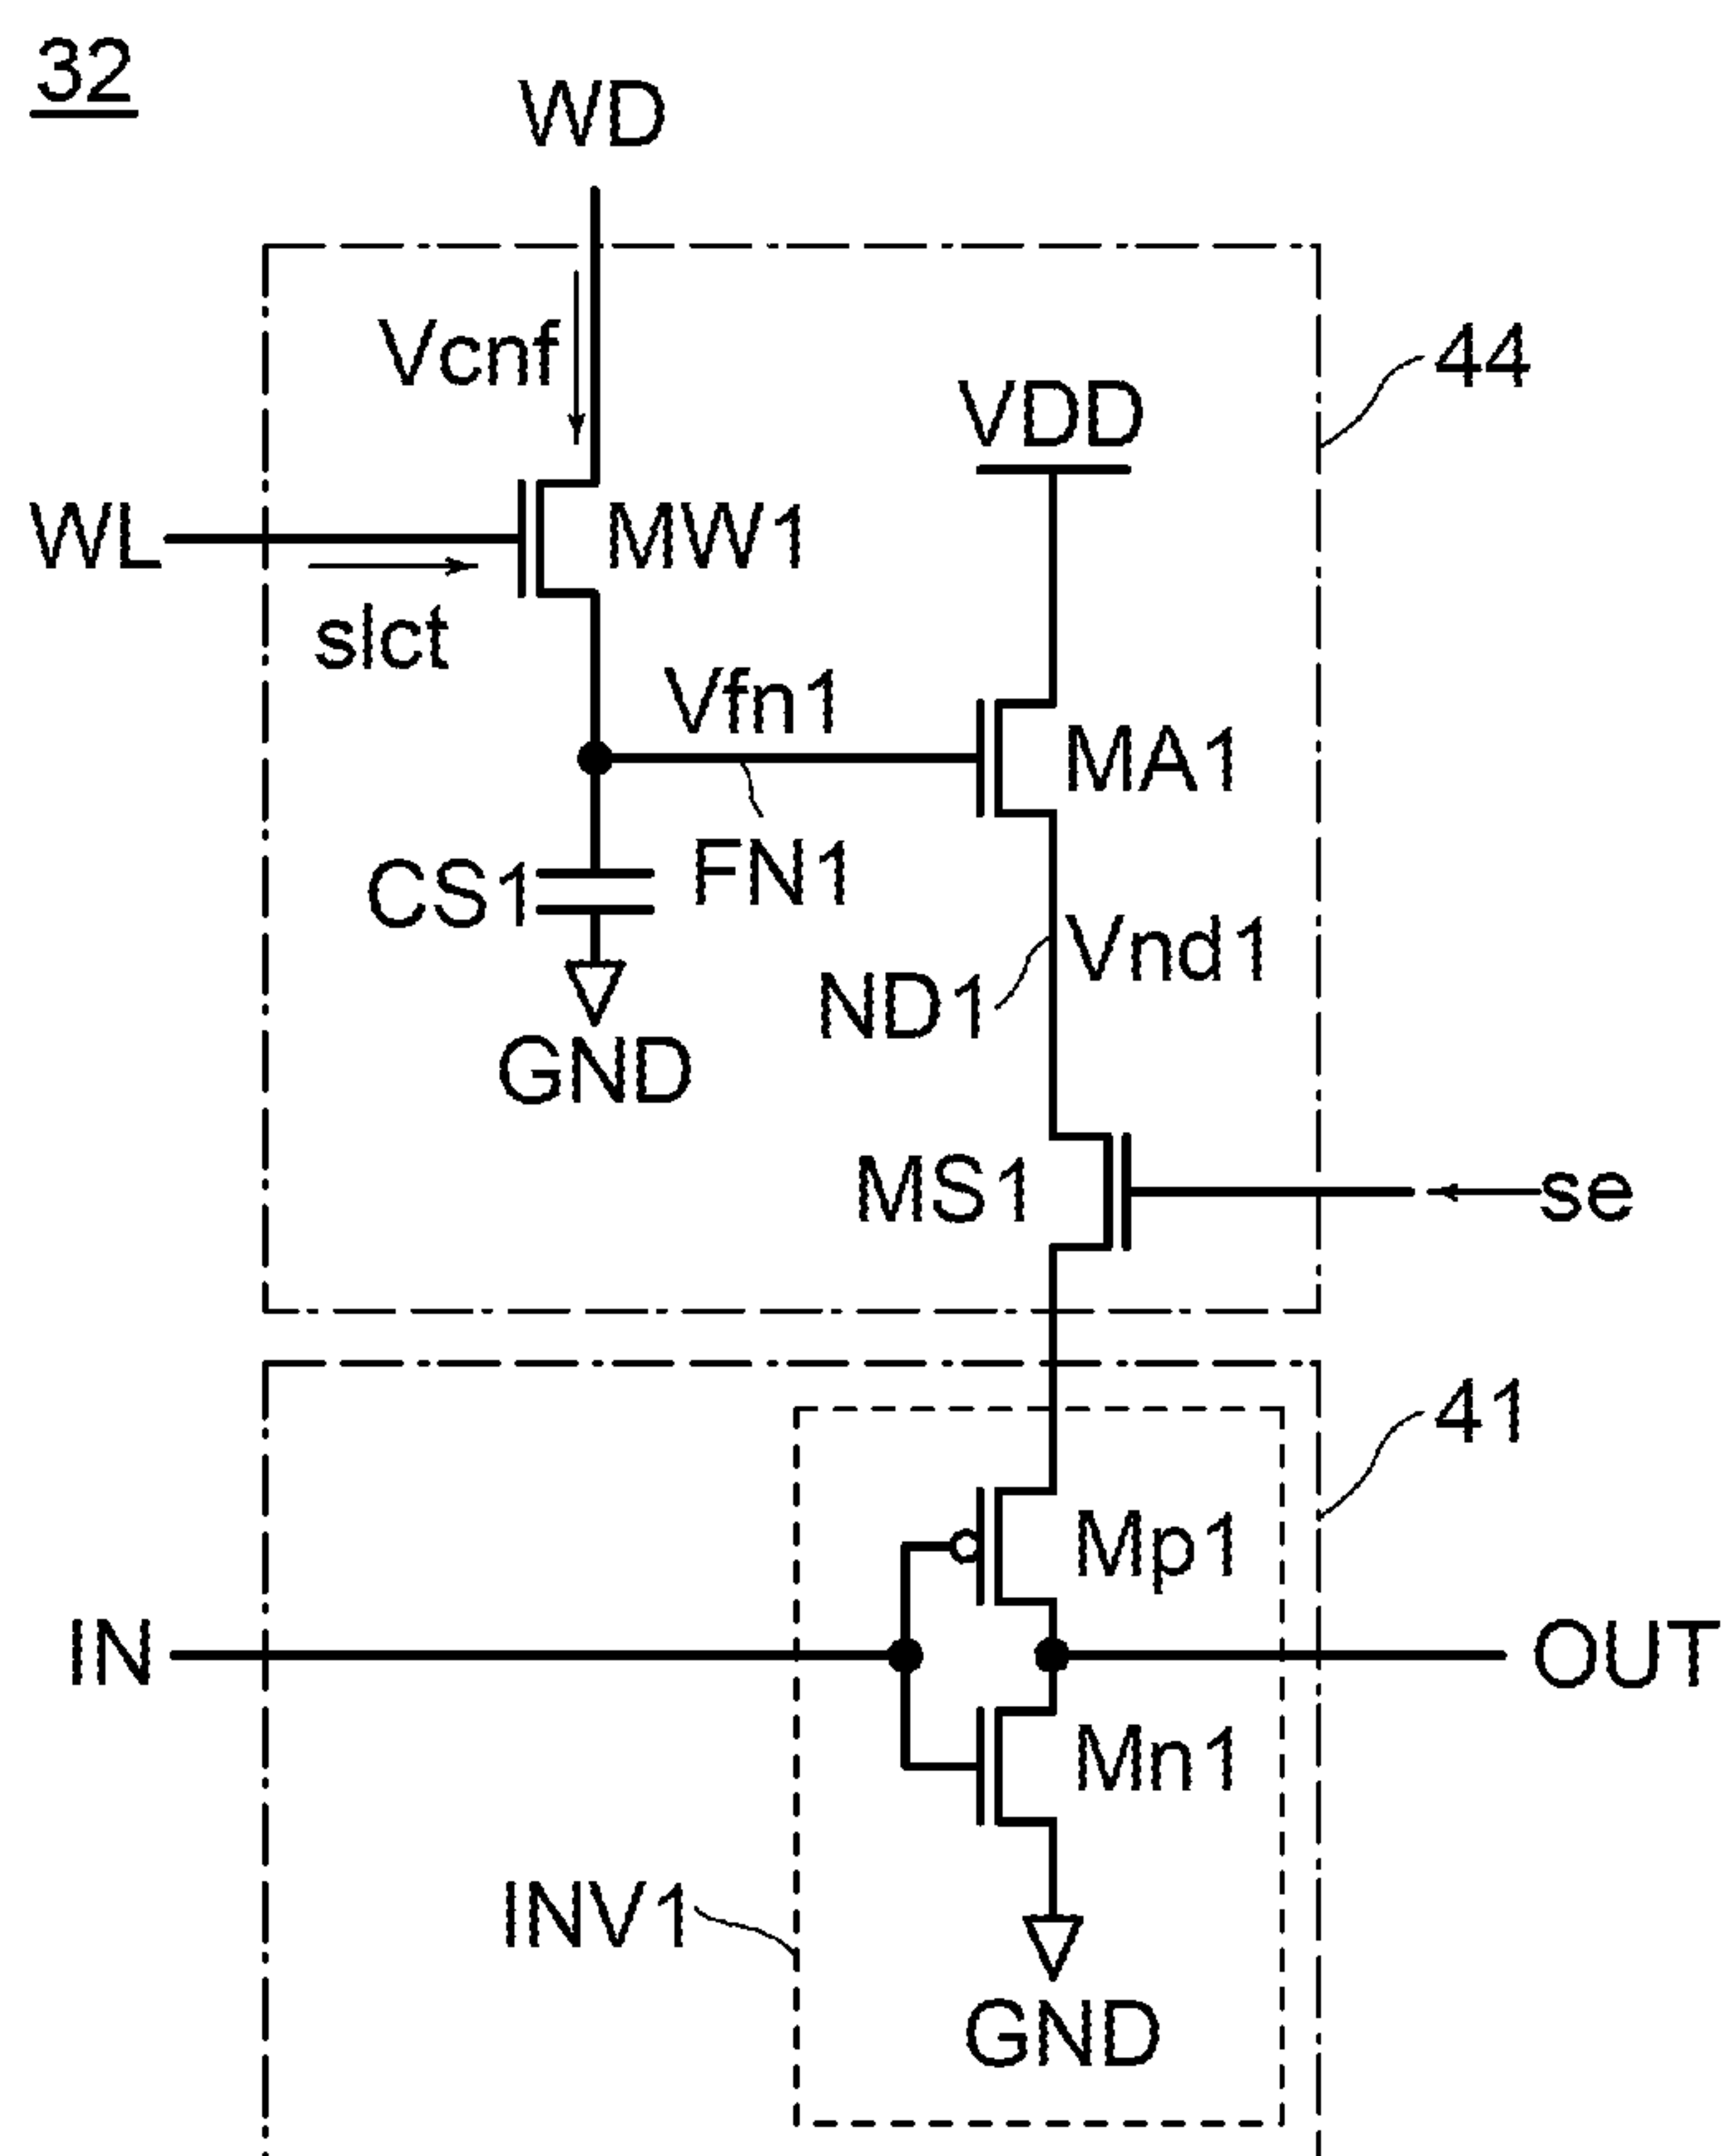 32
WD
Vcnf
44
VDD
WL
MW1
slct
Vfn1
MA1
FN1
CS1
Vnd1
ND1
GND
MS1
se
41
Mp1
IN
OUT
Mn1
INV1
GND